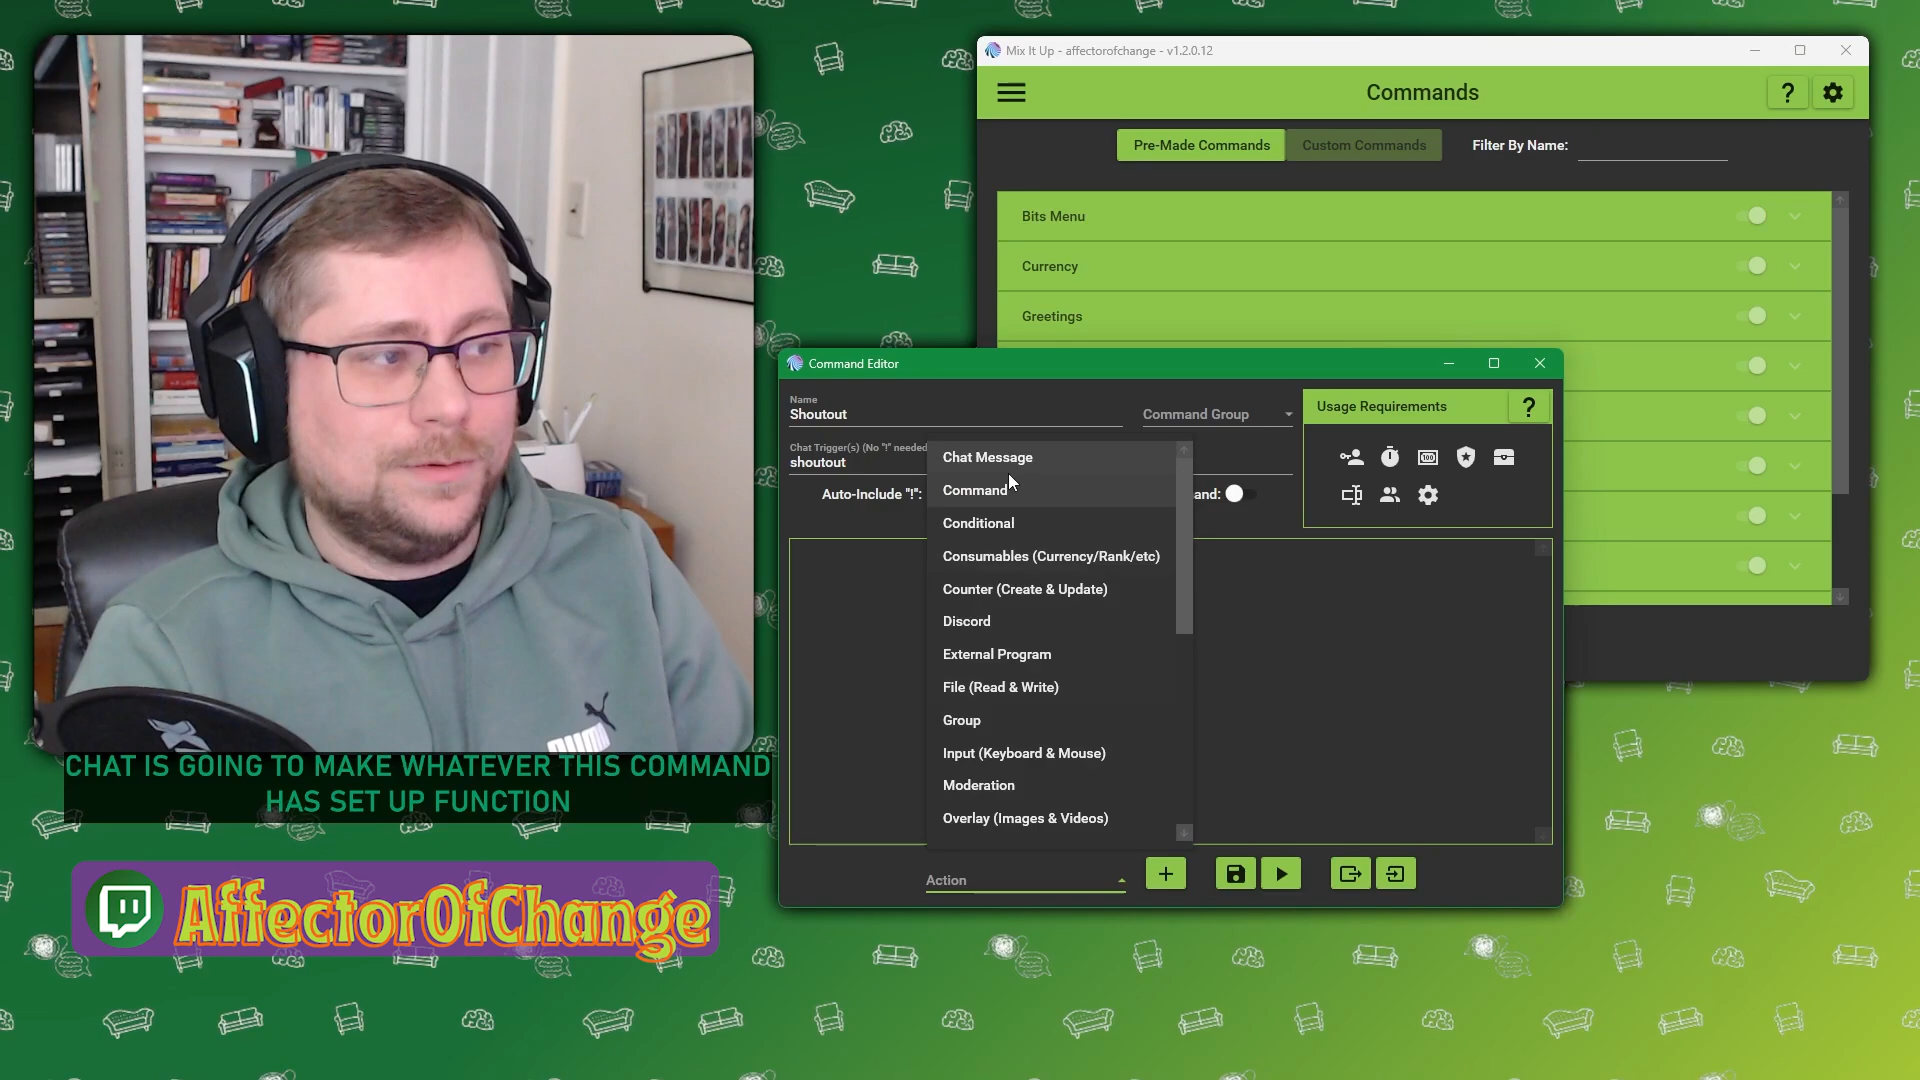 Mix It Up - affectorofchange - v1.2.0.12
Commands
?
Pre-Made Commands
Custom Commands
Filter By Name:
Bits Menu
Currency
Greetings
Command Editor
Name
Shoutout
Command Group
Usage Requirements
?
Chat Trigger(s) (No "!" needed
shoutout
Auto-Include "!":
and:
100
Chat Message
Command
Conditional
Consumables (Currency/Rank/etc)
Counter (Create & Update)
Discord
External Program
File (Read & Write)
Group
Input (Keyboard & Mouse)
Moderation
Overlay (Images & Videos)
Action
CHAT IS GOING TO MAKE WHATEVER THIS COMMAND
HAS SET UP FUNCTION
AffectorOfChange